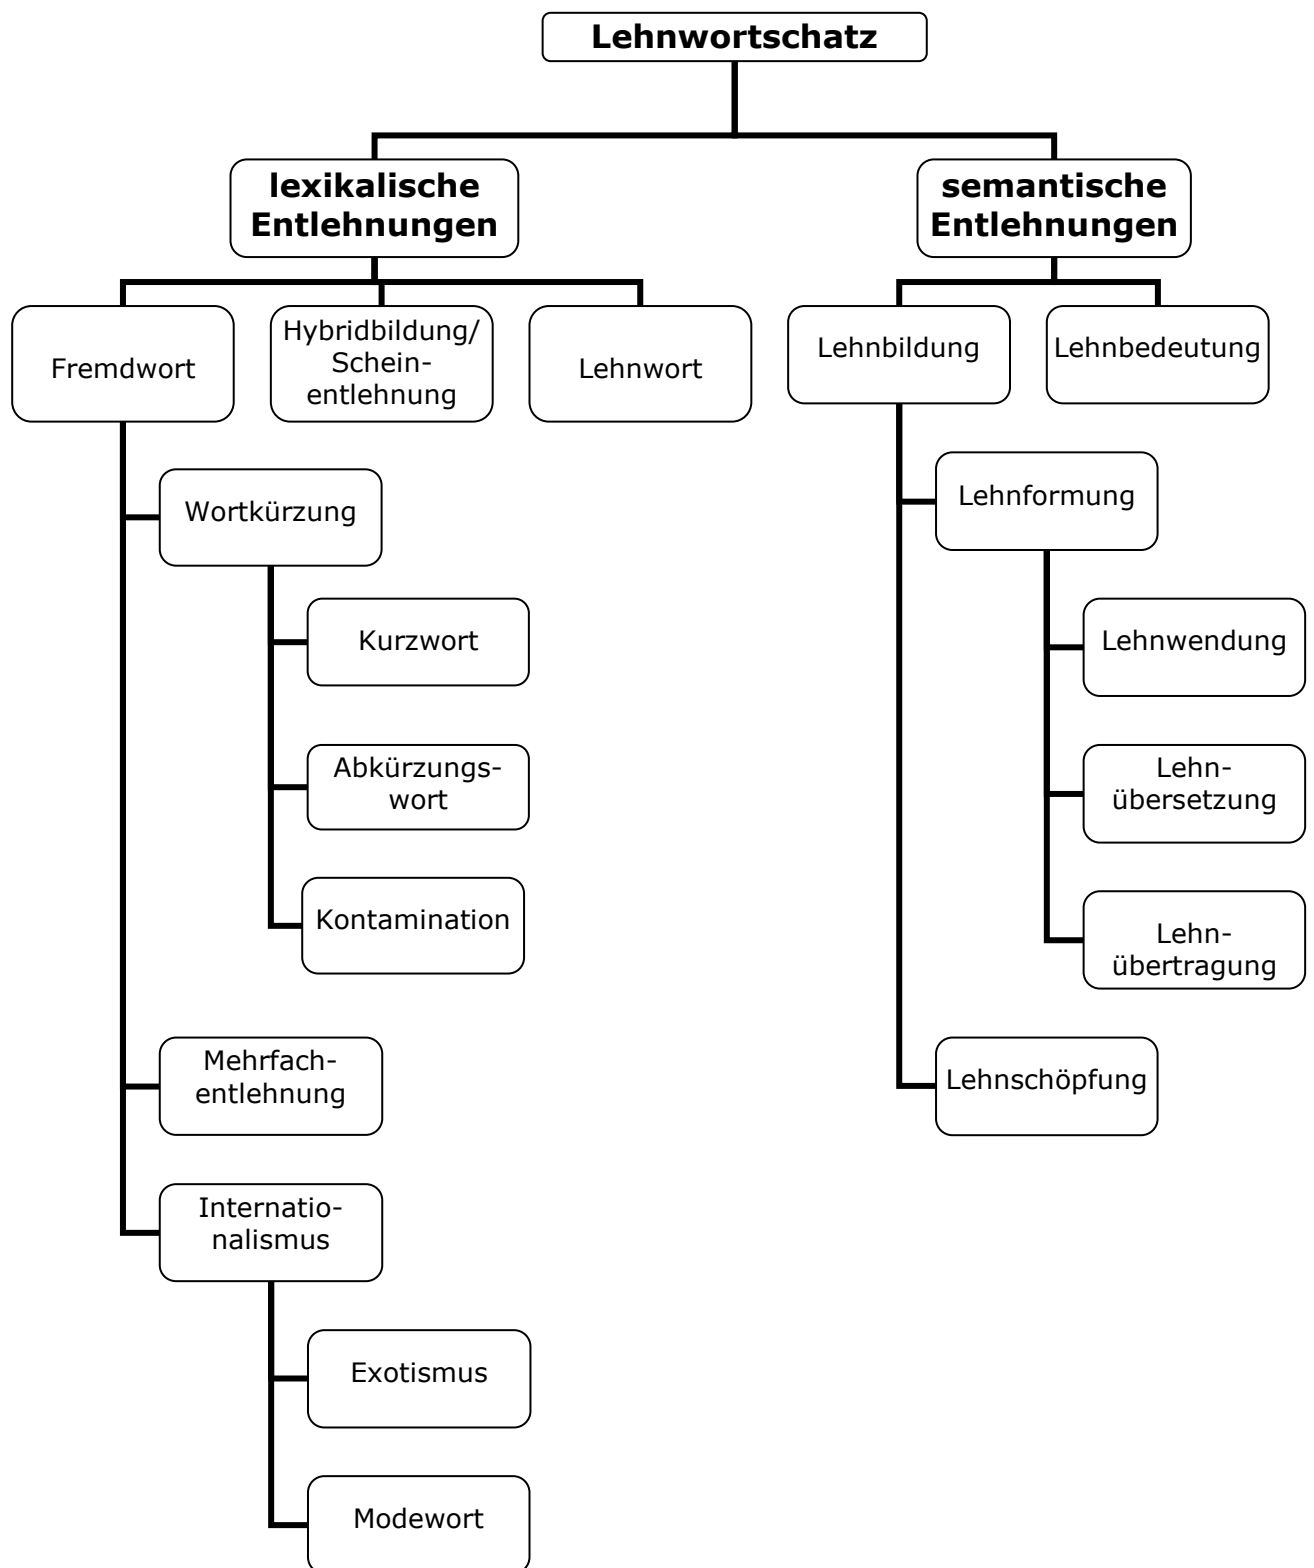 Lehnwortschatz
lexikalische
Entlehnungen
semantische
Entlehnungen
Fremdwort
Hybridbildung/
Schein-
entlehnung
Lehnwort
Lehnbildung
Lehnbedeutung
Wortkürzung
Lehnformung
Kurzwort
Lehnwendung
Abkürzungs-
wort
Lehn-
übersetzung
Kontamination
Lehn-
übertragung
Mehrfach-
entlehnung
Lehnschöpfung
Internatio-
nalismus
Exotismus
Modewort